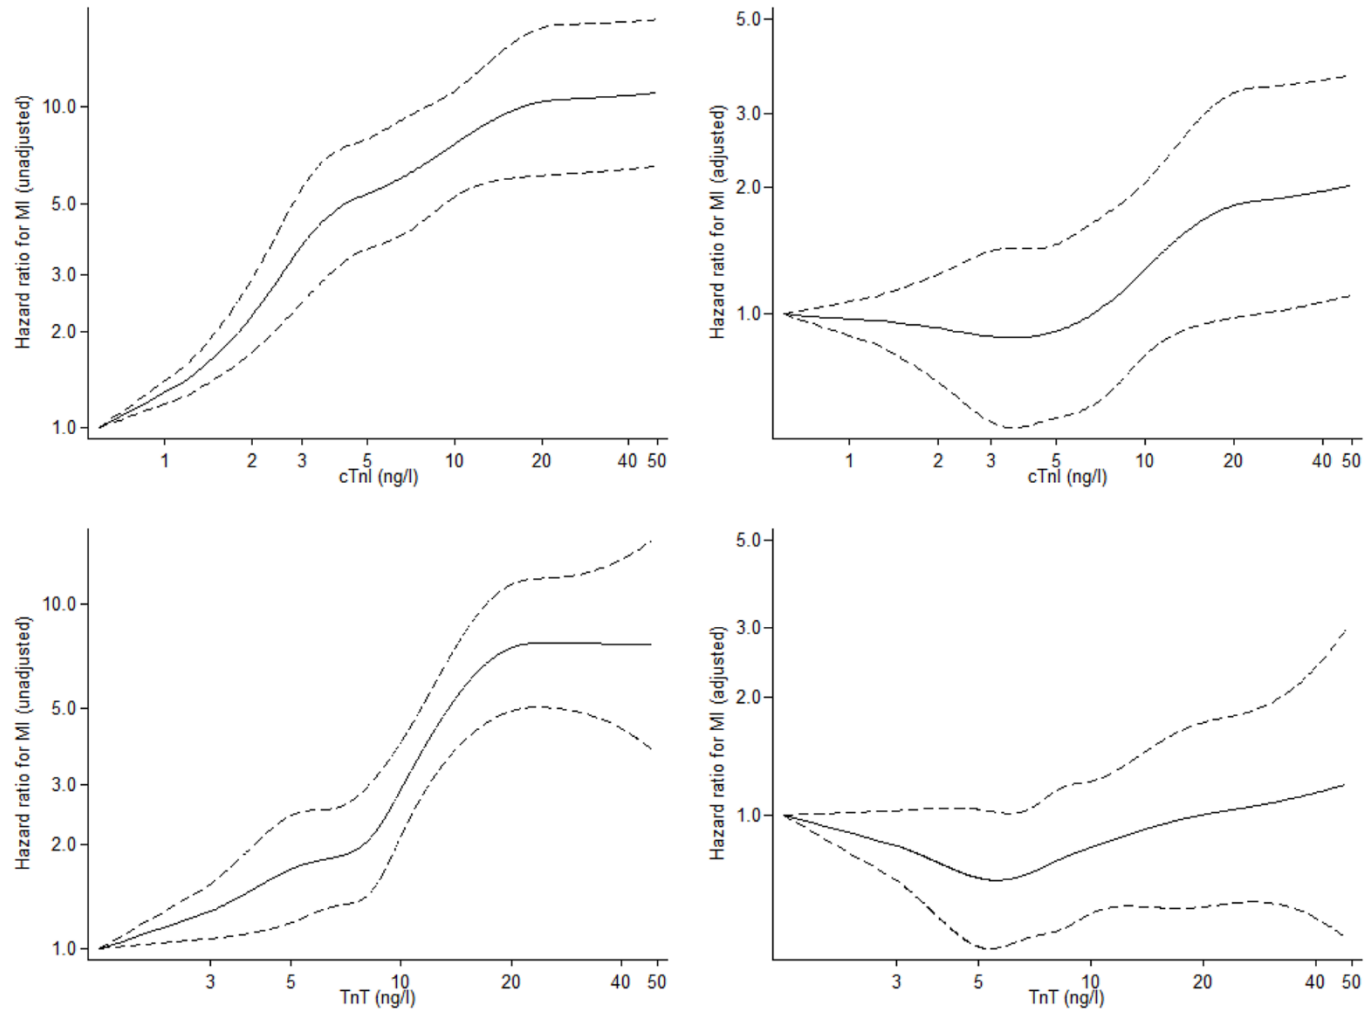 Hazard ratio for MI (unadjusted)
10.0
5.0
3.0
2.0
1.0
1 2 3 5 10 20 40 50
cTnI (ng/l)
Hazard ratio for MI (adjusted)
5.0
3.0
2.0
1.0
1 2 3 5 10 20 40 50
cTnI (ng/l)
Hazard ratio for MI (unadjusted)
10.0
5.0
3.0
2.0
1.0
3 5 10 20 40 50
TnT (ng/l)
Hazard ratio for MI (adjusted)
5.0
3.0
2.0
1.0
3 5 10 20 40 50
TnT (ng/l)